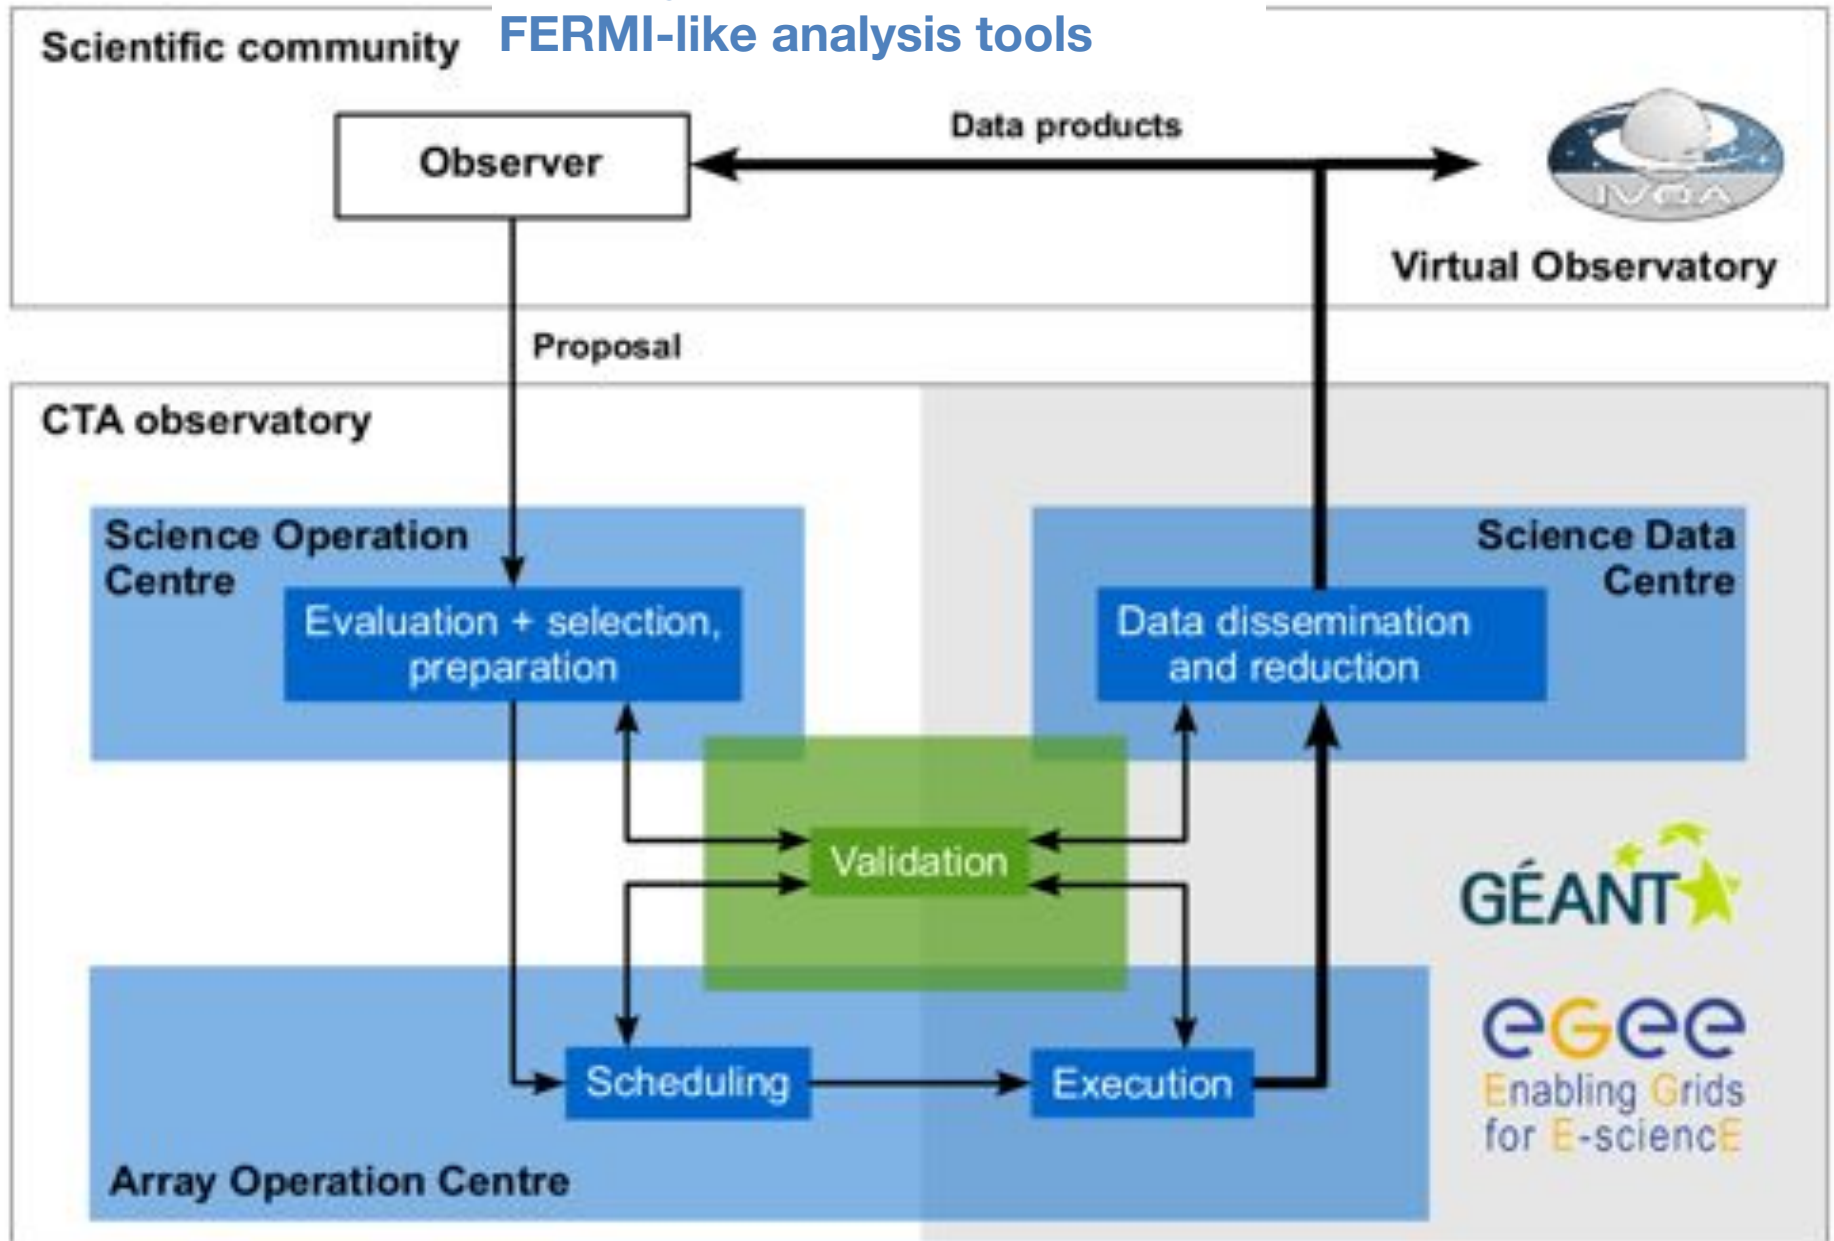 FERMI-like analysis tools
Scientific community
Data products
Observer
IVOA
Virtual Observatory
Proposal
CTA observatory
Science Operation
Centre
Science Data
Centre
Evaluation + selection,
preparation
Data dissemination
and reduction
Validation
GÉANT
Scheduling
Execution
eGee
Enabling Grids
for E-sciencE
Array Operation Centre